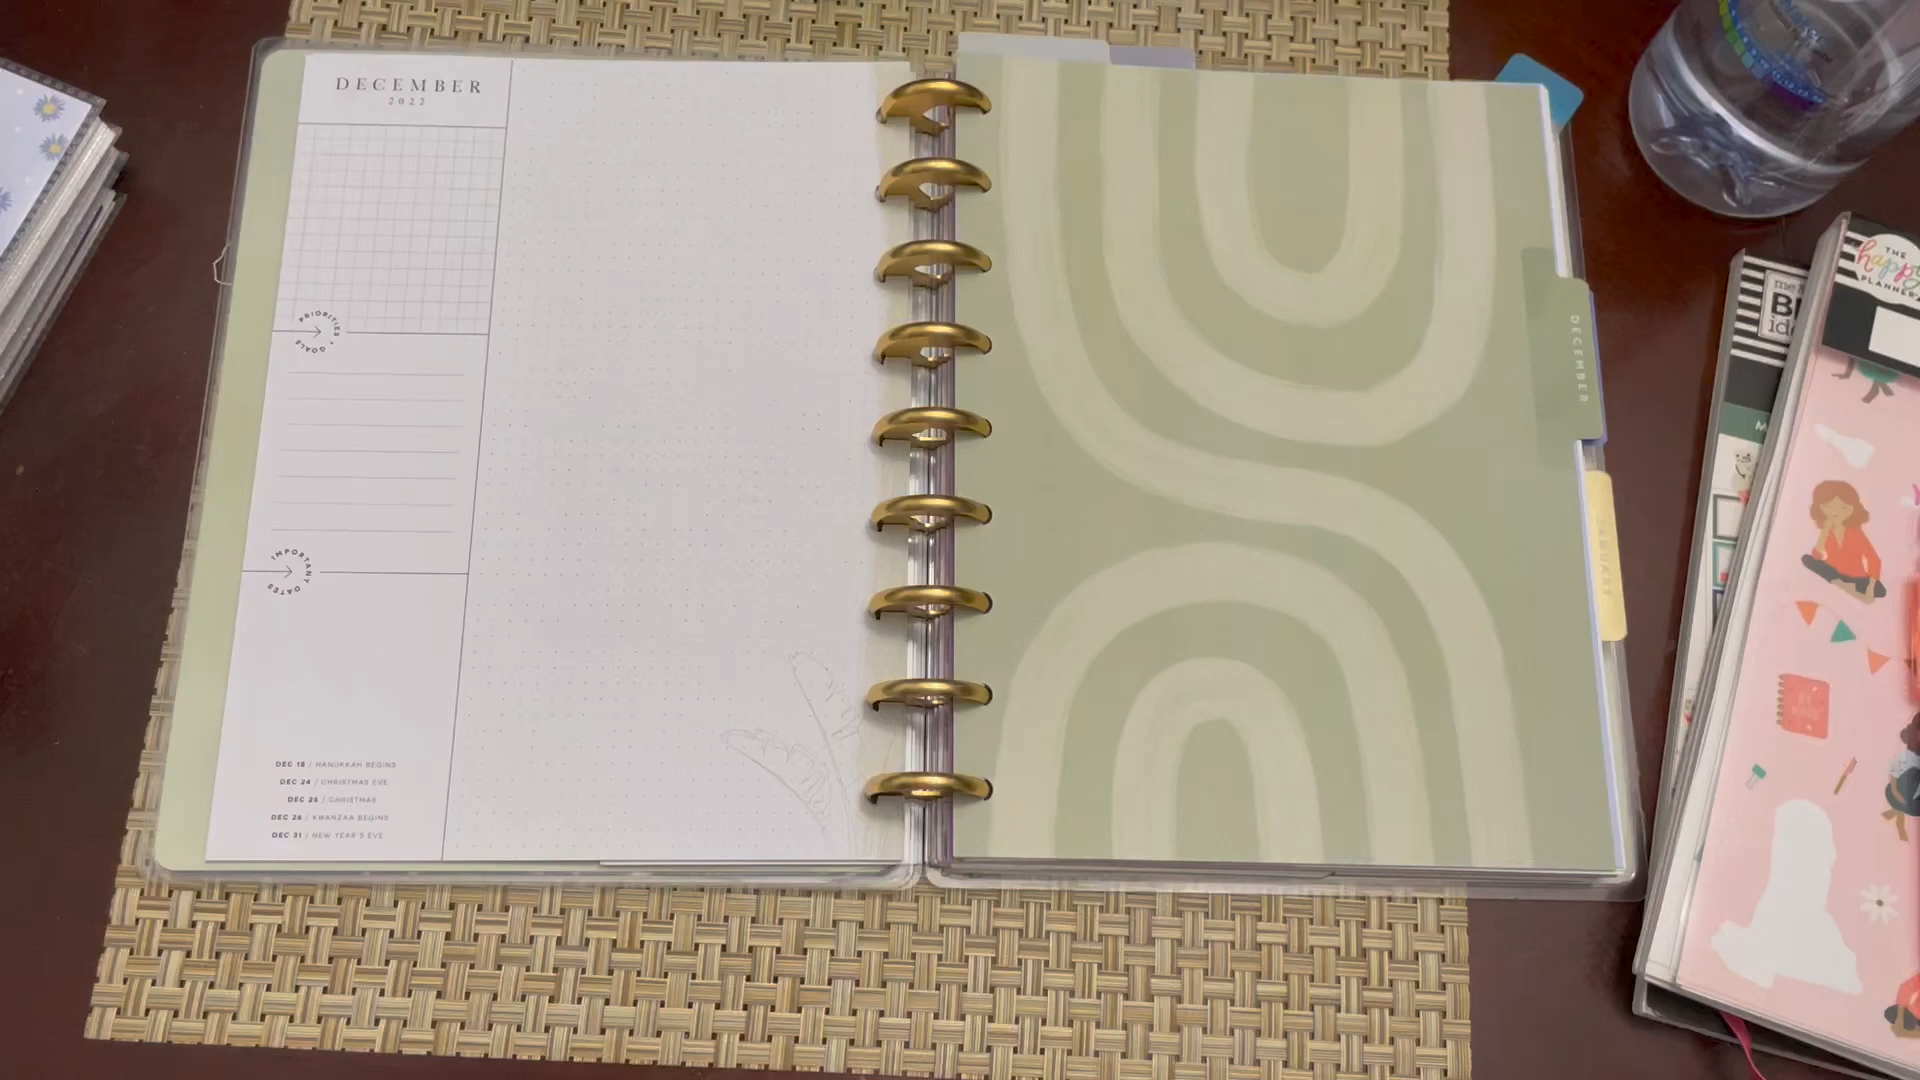 DECEMBER
2022
PRIORITIES + GOALS
IMPORTANT DATES
DEC 18 / HANUKKAH BEGINS
DEC 24 / CHRISTMAS EVE
DEC 25 / CHRISTMAS
DEC 26 / KWANZAA BEGINS
DEC 31 / NEW YEAR'S EVE
DECEMBER
JANUARY
THE
happy
PLANNER